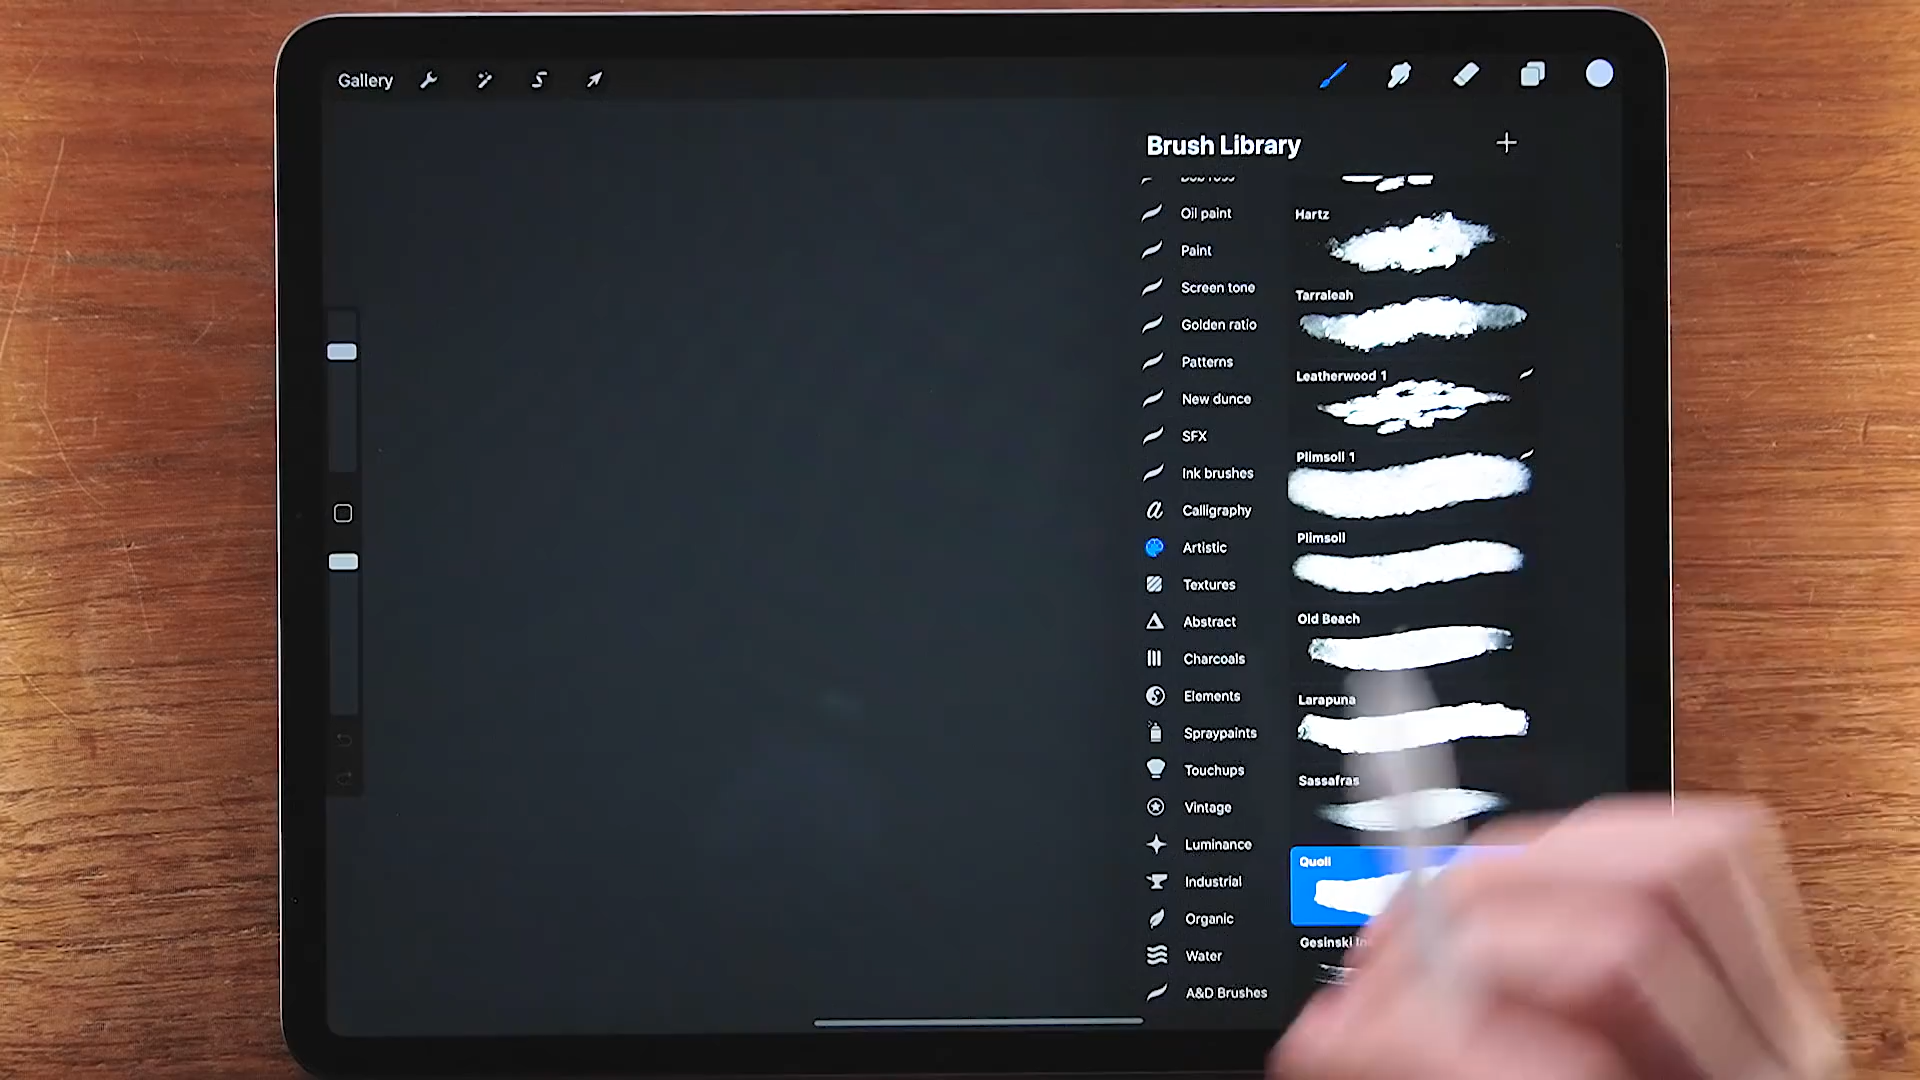 Gallery
Brush Library
Bob ross
Oil paint
Paint
Screen tone
Golden ratio
Patterns
New dunce
SFX
Ink brushes
Calligraphy
Artistic
Textures
Abstract
Charcoals
Elements
Spraypaints
Touchups
Vintage
Luminance
Industrial
Organic
Water
A&D Brushes
Hartz
Tarraleah
Leatherwood 1
Plimsoll 1
Plimsoll
Old Beach
Larapuna
Sassafras
Quoll
Gesinski